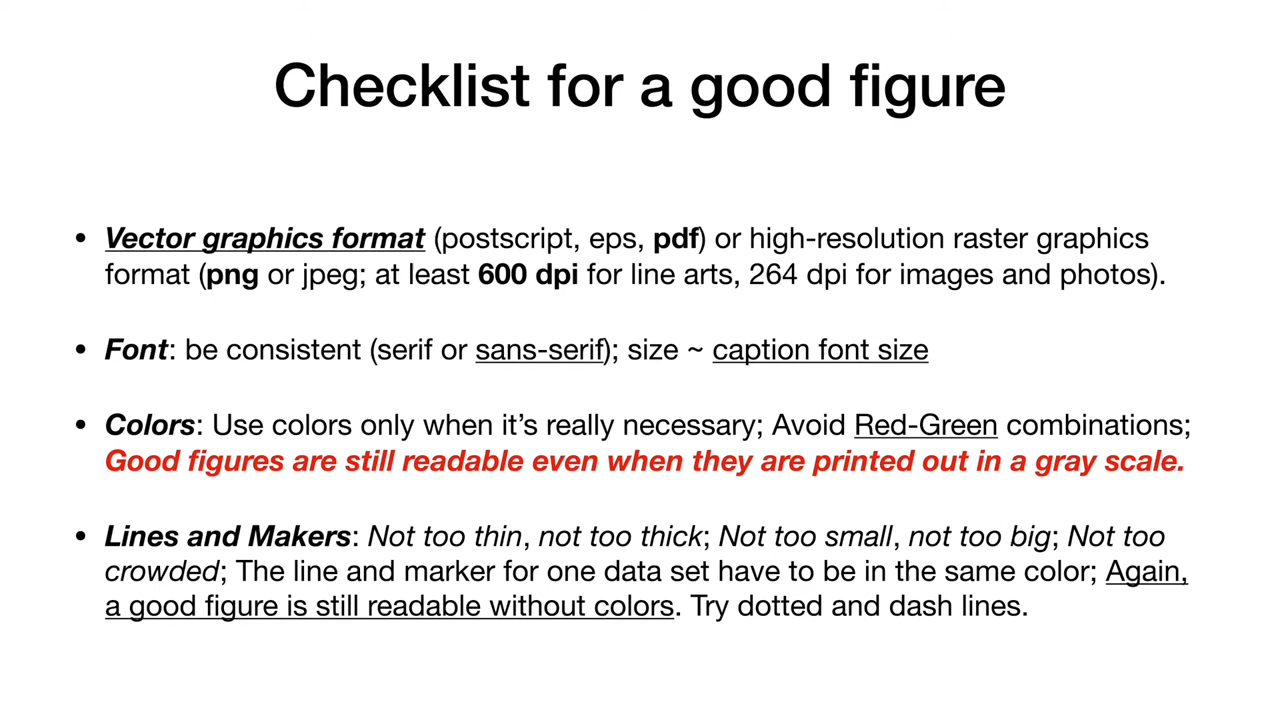 Checklist for a good figure
• Vector graphics format (postscript, eps, pdf) or high-resolution raster graphics
format (png or jpeg; at least 600 dpi for line arts, 264 dpi for images and photos).
• Font: be consistent (serif or sans-serif); size ~ caption font size
• Colors: Use colors only when it’s really necessary; Avoid Red-Green combinations;
Good figures are still readable even when they are printed out in a gray scale.
• Lines and Makers: Not too thin, not too thick; Not too small, not too big; Not too
crowded; The line and marker for one data set have to be in the same color; Again,
a good figure is still readable without colors. Try dotted and dash lines.